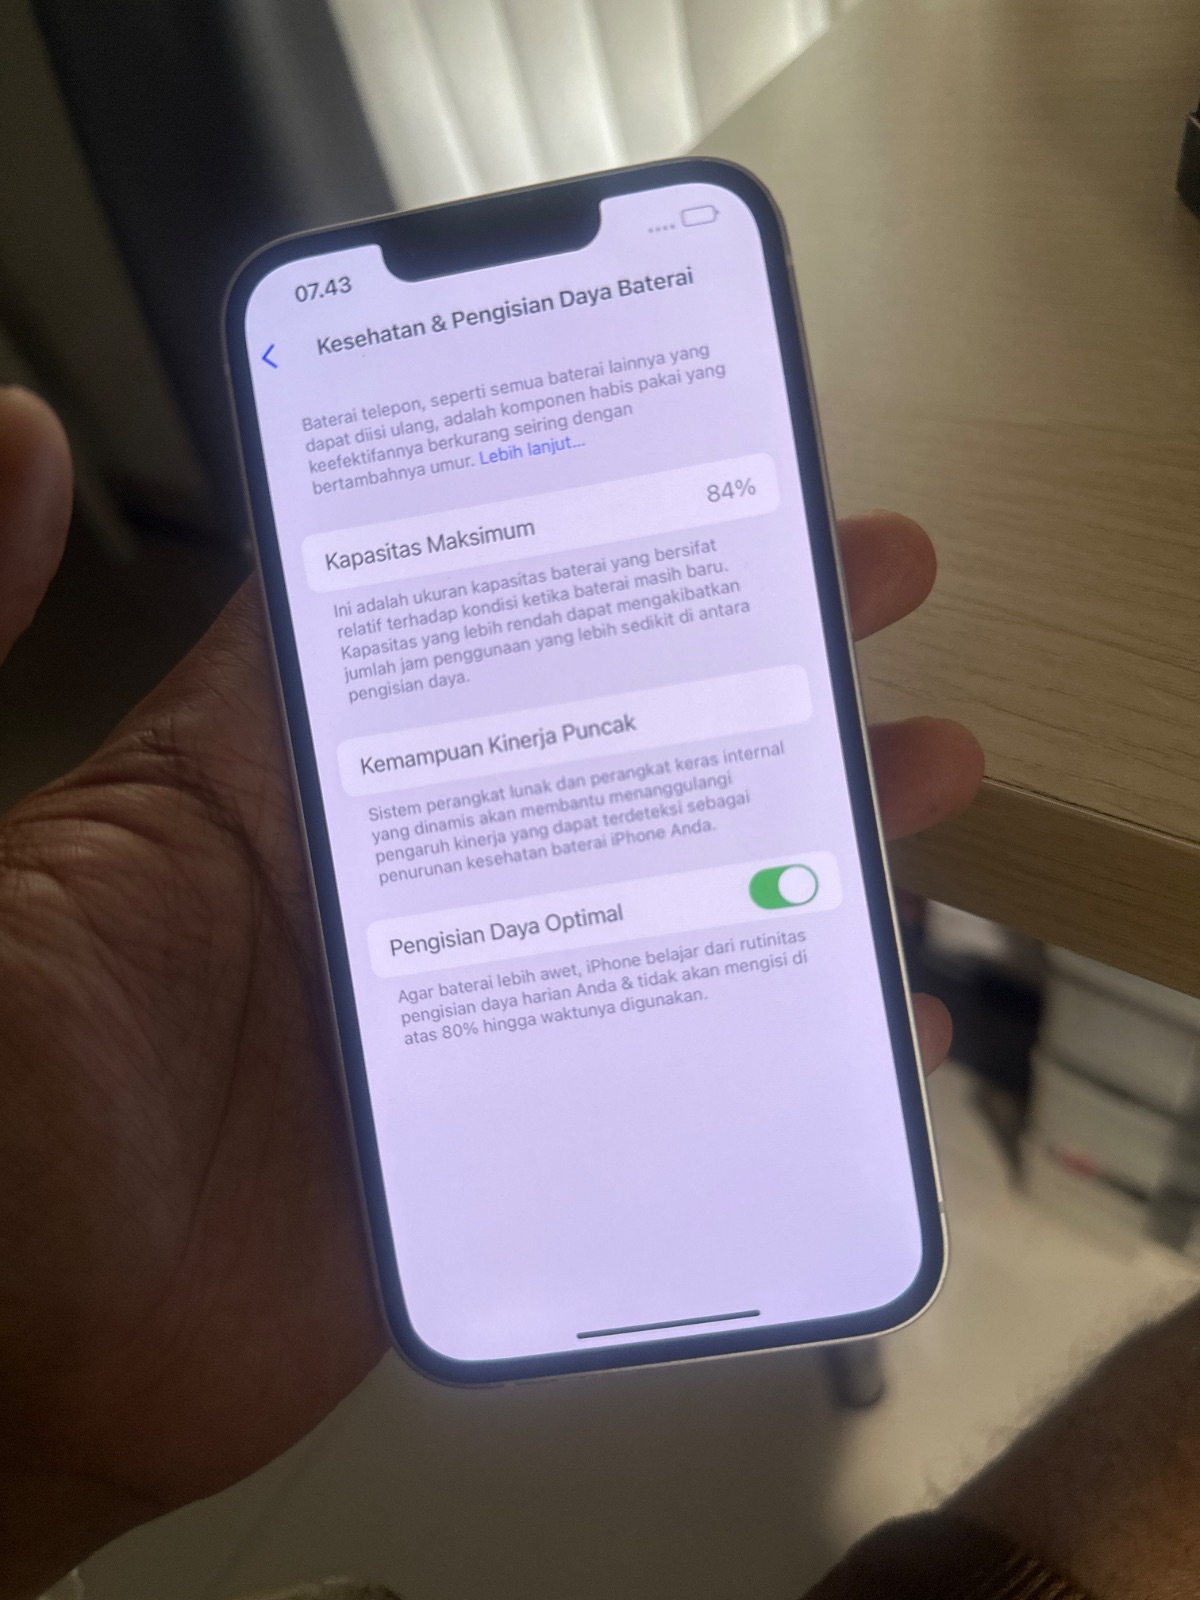 07.43
Kesehatan & Pengisian Daya Baterai
Baterai telepon, seperti semua baterai lainnya yang
dapat diisi ulang, adalah komponen habis pakai yang
keefektifannya berkurang seiring dengan
bertambahnya umur. Lebih lanjut...
Kapasitas Maksimum 84%
Ini adalah ukuran kapasitas baterai yang bersifat
relatif terhadap kondisi ketika baterai masih baru.
Kapasitas yang lebih rendah dapat mengakibatkan
jumlah jam penggunaan yang lebih sedikit di antara
pengisian daya.
Kemampuan Kinerja Puncak
Sistem perangkat lunak dan perangkat keras internal
yang dinamis akan membantu menanggulangi
pengaruh kinerja yang dapat terdeteksi sebagai
penurunan kesehatan baterai iPhone Anda.
Pengisian Daya Optimal
Agar baterai lebih awet, iPhone belajar dari rutinitas
pengisian daya harian Anda & tidak akan mengisi di
atas 80% hingga waktunya digunakan.